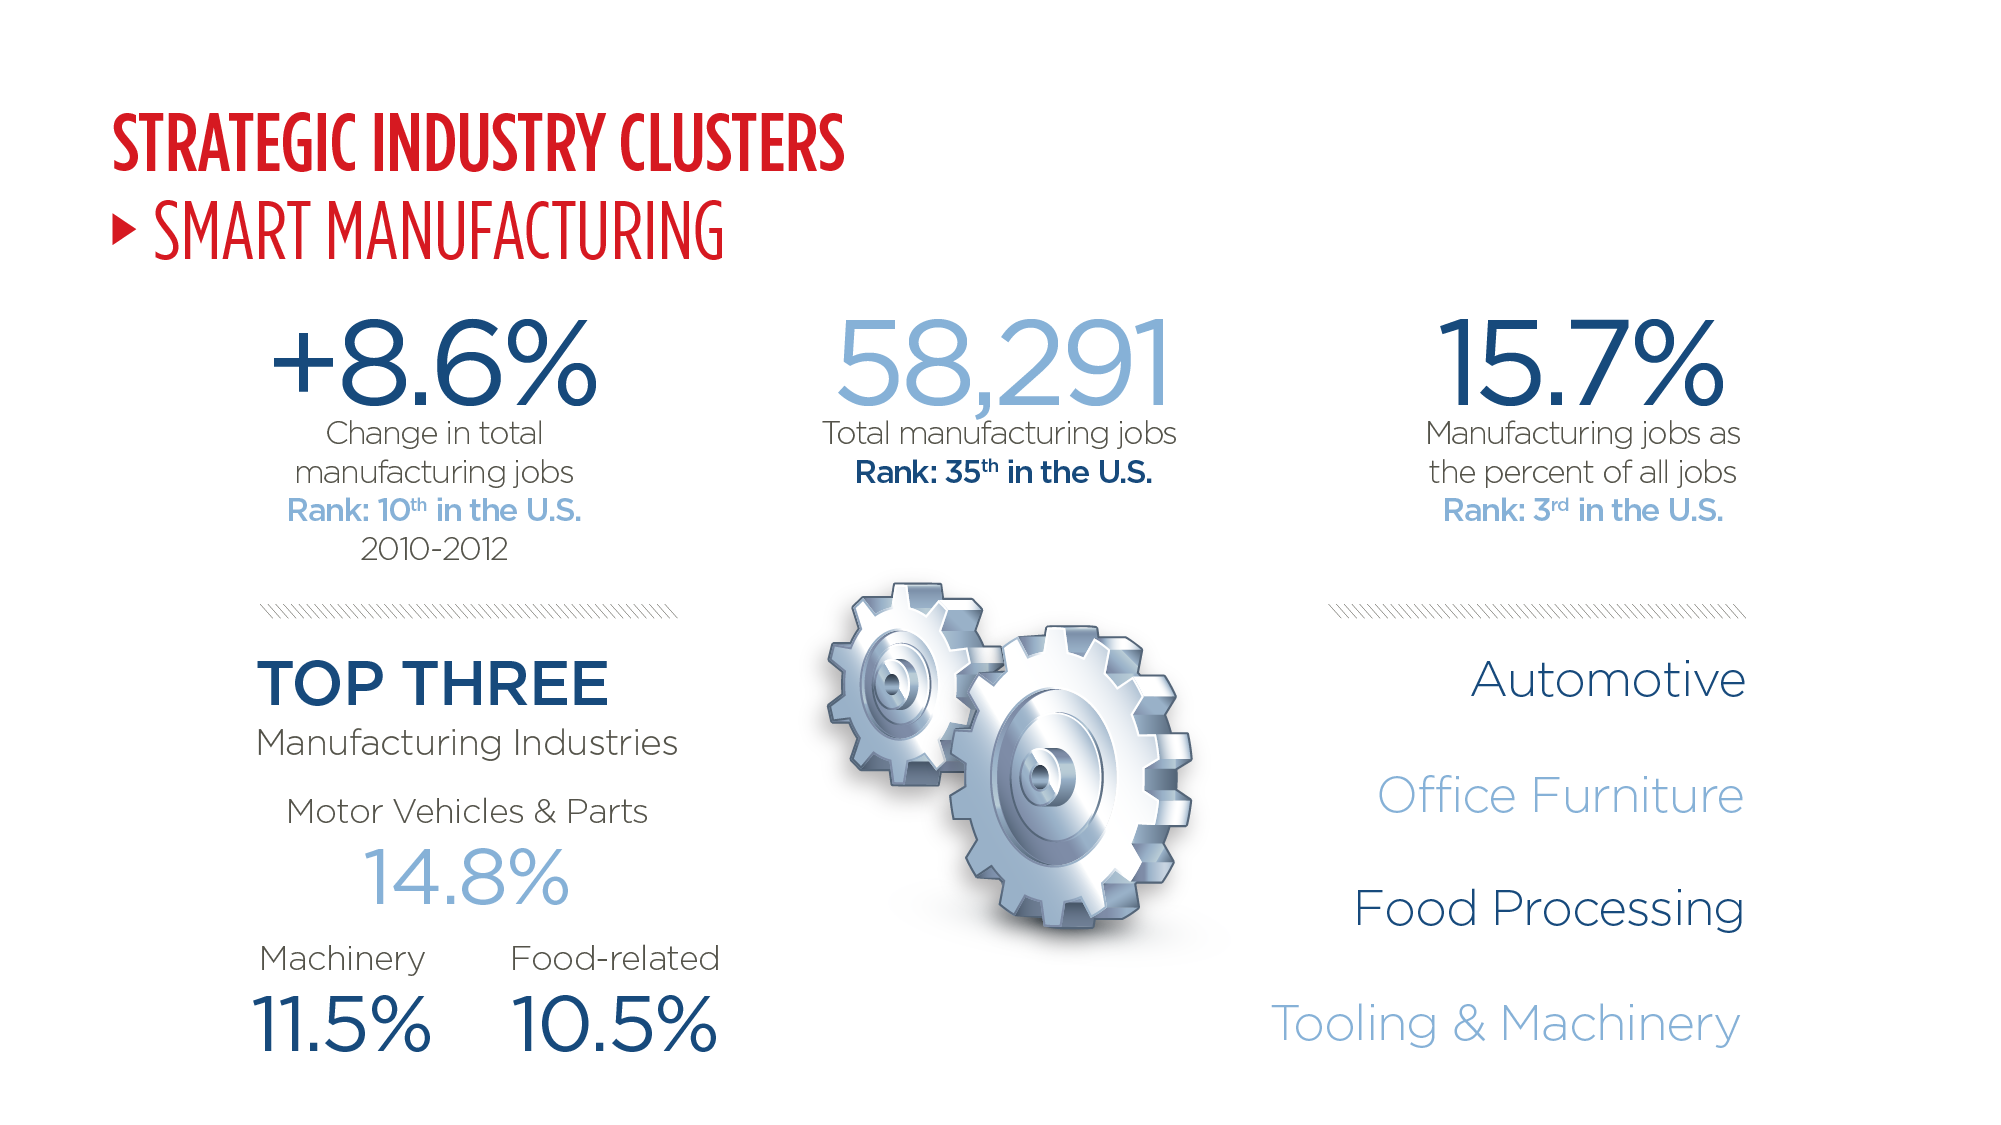 STRATEGIC INDUSTRY CLUSTERS
▸ SMART MANUFACTURING
+8.6%
Change in total
manufacturing jobs
Rank: 10th in the U.S.
2010-2012
58,291
Total manufacturing jobs
Rank: 35th in the U.S.
15.7%
Manufacturing jobs as
the percent of all jobs
Rank: 3rd in the U.S.
TOP THREE
Manufacturing Industries
Motor Vehicles & Parts
14.8%
Machinery
11.5%
Food-related
10.5%
Automotive
Office Furniture
Food Processing
Tooling & Machinery